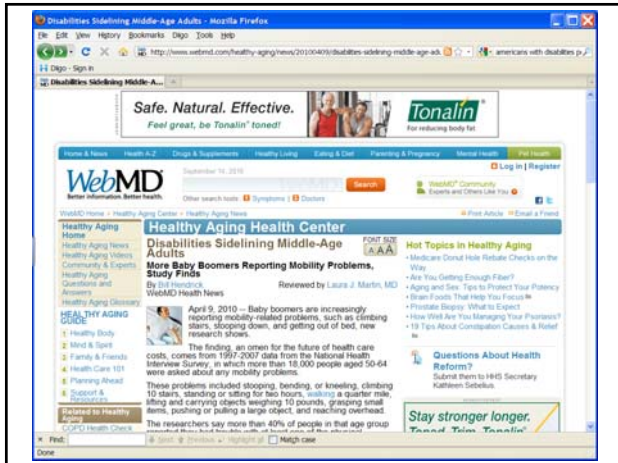 Disabilities Sidelining Middle-Age Adults - Mozilla Firefox
File Edit View History Bookmarks Diigo Tools Help
http://www.webmd.com/healthy-aging/news/20100409/disabilities-sidelining-middle-age-adu
americans with disabilities p
Diigo - Sign in
Disabilities Sidelining Middle-A...
Safe. Natural. Effective.
Feel great, be Tonalin® toned!
Tonalin®
For reducing body fat
Home & News Health A-Z Drugs & Supplements Healthy Living Eating & Diet Parenting & Pregnancy Mental Health Pet Health
Log in | Register
WebMD
Better information. Better health.
September 14, 2010
Search
Other search tools: Symptoms | Doctors
WebMD® Community
Experts and Others Like You
WebMD Home > Healthy Aging Center > Healthy Aging News
Print Article Email a Friend
Healthy Aging Home
Healthy Aging News
Healthy Aging Videos
Community & Experts
Healthy Aging
Questions and
Answers
Healthy Aging Glossary
HEALTHY AGING
GUIDE
1 Healthy Body
2 Mind & Spirit
3 Family & Friends
4 Health Care 101
5 Planning Ahead
6 Support &
Resources
Related to Healthy
Aging
COPD Health Check
Healthy Aging Health Center
Disabilities Sidelining Middle-Age
Adults
FONT SIZE
A A A
More Baby Boomers Reporting Mobility Problems,
Study Finds
By Bill Hendrick
WebMD Health News
Reviewed by Laura J. Martin, MD
April 9, 2010 -- Baby boomers are increasingly
reporting mobility-related problems, such as climbing
stairs, stooping down, and getting out of bed, new
research shows.
The finding, an omen for the future of health care
costs, comes from 1997-2007 data from the National Health
Interview Survey, in which more than 18,000 people aged 50-64
were asked about any mobility problems.
These problems included stooping, bending, or kneeling, climbing
10 stairs, standing or sitting for two hours, walking a quarter mile,
lifting and carrying objects weighing 10 pounds, grasping small
items, pushing or pulling a large object, and reaching overhead.
The researchers say more than 40% of people in that age group
Hot Topics in Healthy Aging
• Medicare Donut Hole Rebate Checks on the
Way
• Are You Getting Enough Fiber?
• Aging and Sex: Tips to Protect Your Potency
• Brain Foods That Help You Focus
• Prostate Biopsy: What to Expect
• How Well Are You Managing Your Psoriasis?
• 19 Tips About Constipation Causes & Relief
Questions About Health
Reform?
Submit them to HHS Secretary
Kathleen Sebelius
Stay stronger longer.
Toned. Trim. Tonalin®
Find:
Next Previous Highlight all Match case
Done